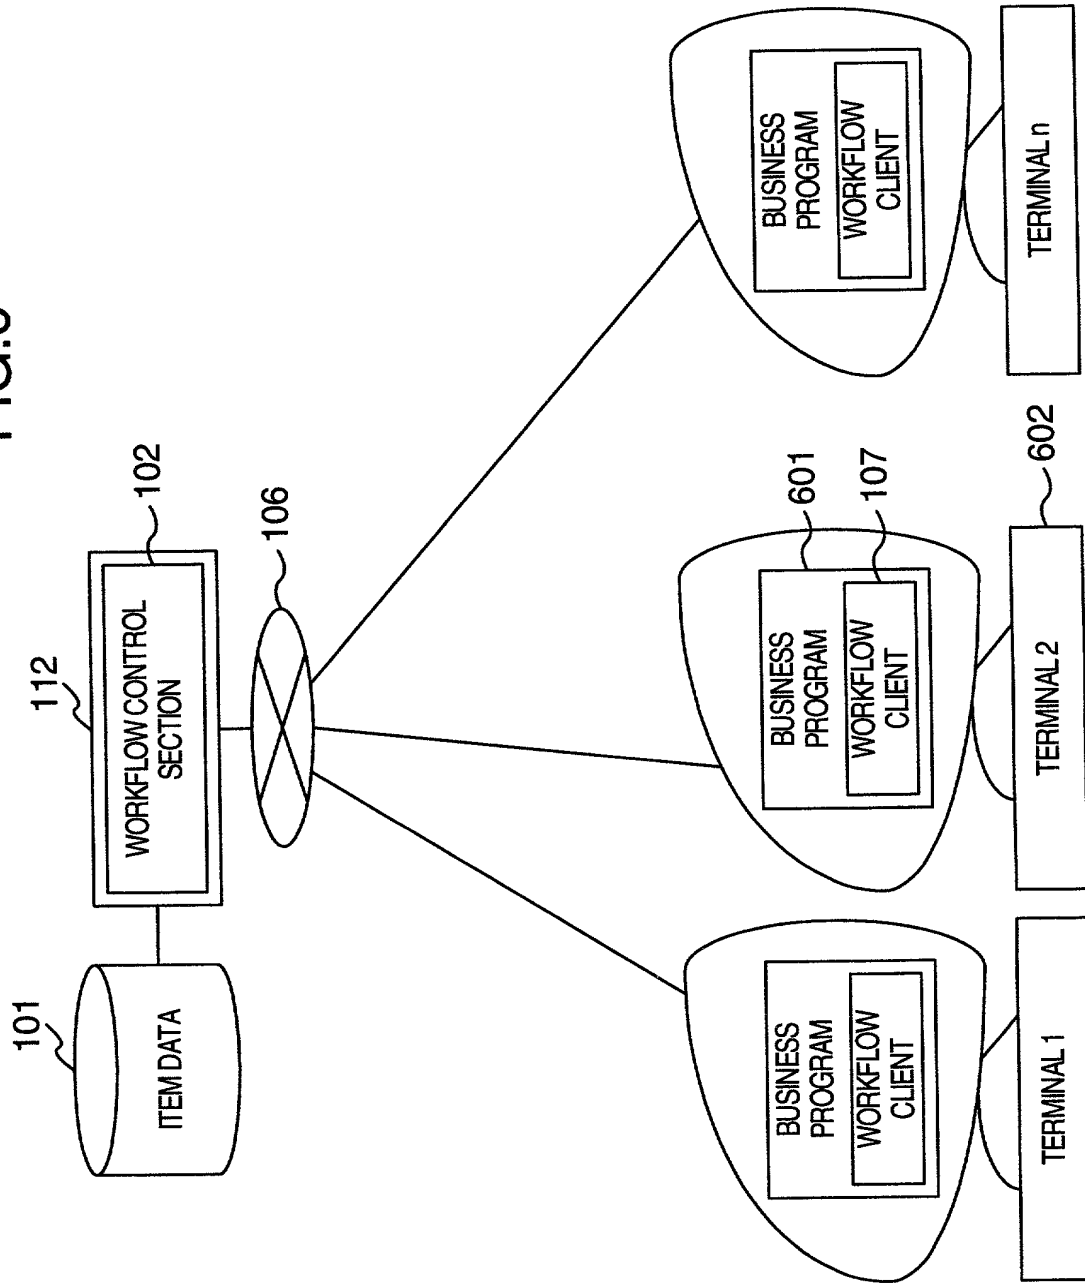 FIG.
101
112
ITEM DATA
WORKFLOW CONTROL
SECTION
102
106
BUSINESS
PROGRAM
WORKFLOW
CLIENT
TERMINAL 1
BUSINESS
PROGRAM
601
WORKFLOW
CLIENT
107
TERMINAL 2
602
BUSINESS
PROGRAM
WORKFLOW
CLIENT
TERMINAL n